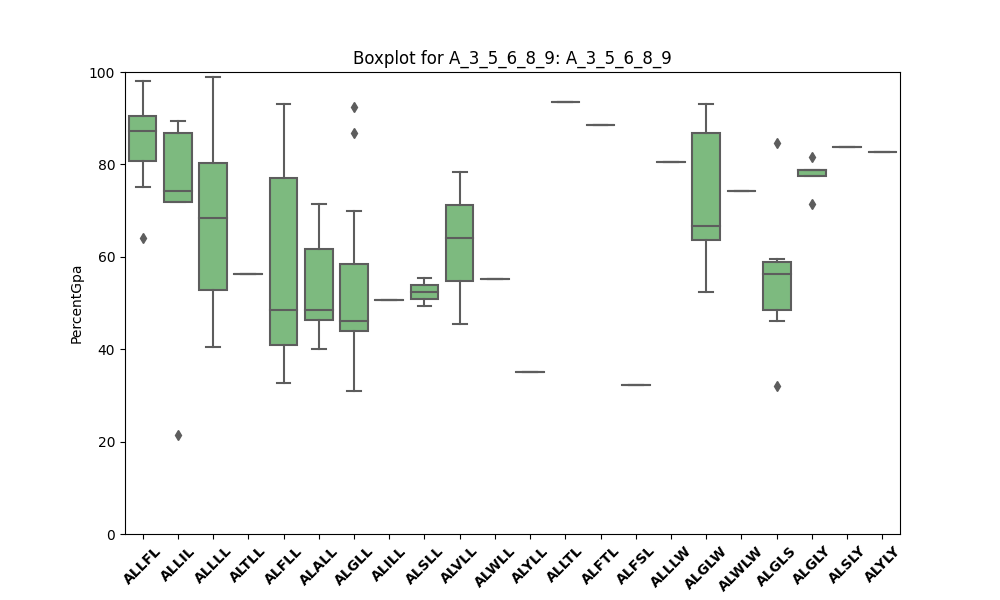 Boxplot for A_3_5_6_8_9: A_3_5_6_8_9
100
80
60
40
20
0
PercentGpa
ALLFL ALLIL ALLLL ALTLL ALFLL ALALL ALGLL ALILL ALSLL ALVLL ALWLL ALYLL ALLTL ALFTL ALFSL ALLLW ALGLW ALWLW ALGLS ALGLY ALSLY ALYLY